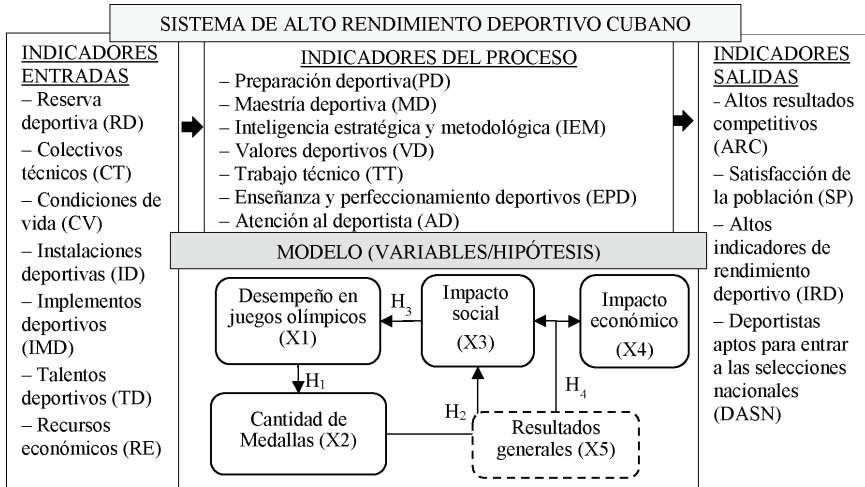 SISTEMA DE ALTO RENDIMIENTO DEPORTIVO CUBANO
INDICADORES
ENTRADAS
– Reserva
deportiva (RD)
– Colectivos
técnicos (CT)
– Condiciones de
vida (CV)
– Instalaciones
deportivas (ID)
– Implementos
deportivos
(IMD)
– Talentos
deportivos (TD)
– Recursos
económicos (RE)
INDICADORES DEL PROCESO
– Preparación deportiva(PD)
– Maestría deportiva (MD)
– Inteligencia estratégica y metodológica (IEM)
– Valores deportivos (VD)
– Trabajo técnico (TT)
– Enseñanza y perfeccionamiento deportivos (EPD)
– Atención al deportista (AD)
MODELO (VARIABLES/HIPÓTESIS)
Desempeño en
juegos olímpicos
(X1)
H3
Impacto
social
(X3)
Impacto
económico
(X4)
H1
Cantidad de
Medallas (X2)
H2
H4
Resultados
generales (X5)
INDICADORES
SALIDAS
- Altos resultados
competitivos
(ARC)
– Satisfacción de
la población (SP)
– Altos
indicadores de
rendimiento
deportivo (IRD)
– Deportistas
aptos para entrar
a las selecciones
nacionales
(DASN)